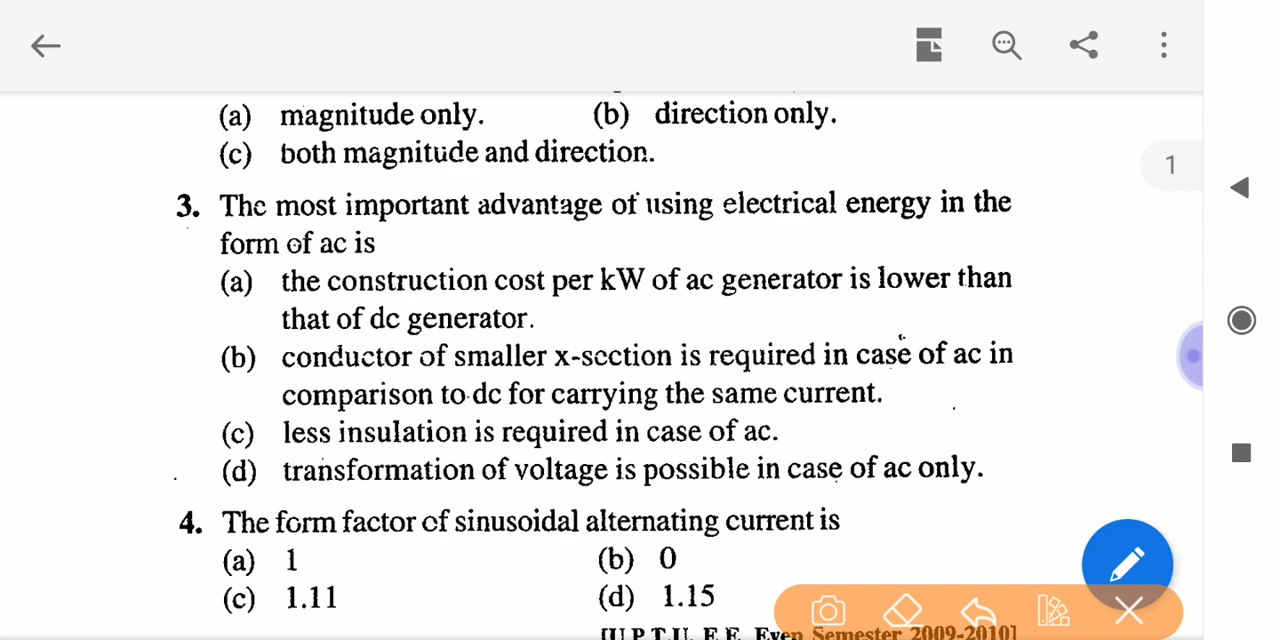 (a) magnitude only. (b) direction only.
(c) both magnitude and direction.
1
3. The most important advantage of using electrical energy in the
form of ac is
(a) the construction cost per kW of ac generator is lower than
that of dc generator.
(b) conductor of smaller x-section is required in case of ac in
comparison to dc for carrying the same current.
(c) less insulation is required in case of ac.
(d) transformation of voltage is possible in case of ac only.
4. The form factor of sinusoidal alternating current is
(a) 1 (b) 0
(c) 1.11 (d) 1.15
[U.P.T.U. E.E. Even Semester 2009-2010]